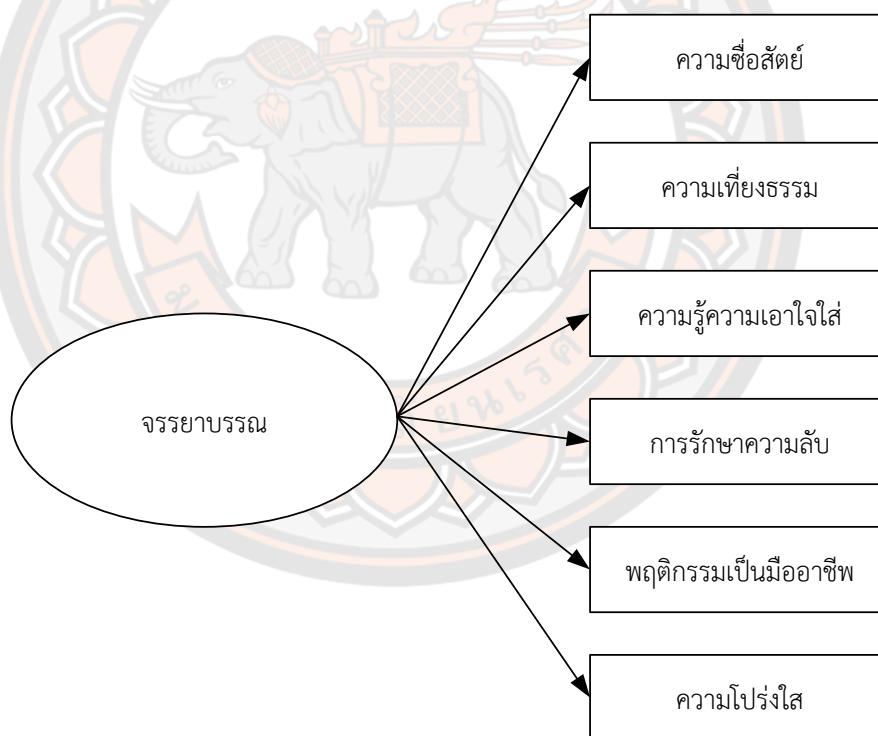 ความซื่อสัตย์
ความเที่ยงธรรม
ความรู้ความเอาใจใส่
จรรยาบรรณ
การรักษาความลับ
พฤติกรรมเป็นมืออาชีพ
ความโปร่งใส